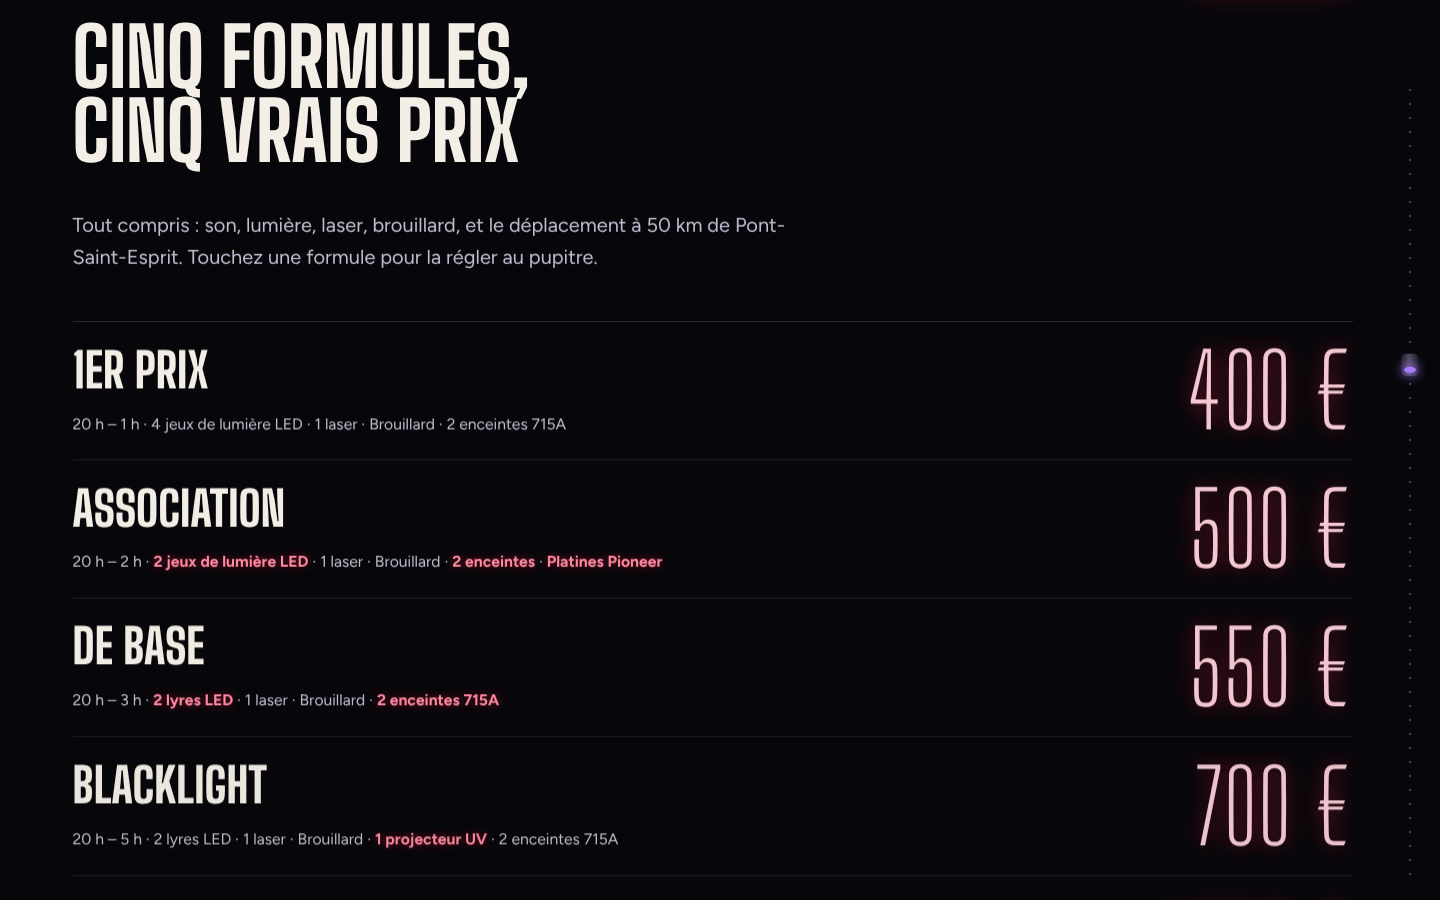 CINQ FORMULES,
CINQ VRAIS PRIX
Tout compris : son, lumière, laser, brouillard, et le déplacement à 50 km de Pont-
Saint-Esprit. Touchez une formule pour la régler au pupitre.
1ER PRIX
400 €
20 h – 1 h · 4 jeux de lumière LED · 1 laser · Brouillard · 2 enceintes 715A
ASSOCIATION
500 €
20 h – 2 h · 2 jeux de lumière LED · 1 laser · Brouillard · 2 enceintes · Platines Pioneer
DE BASE
550 €
20 h – 3 h · 2 lyres LED · 1 laser · Brouillard · 2 enceintes 715A
BLACKLIGHT
700 €
20 h – 5 h · 2 lyres LED · 1 laser · Brouillard · 1 projecteur UV · 2 enceintes 715A